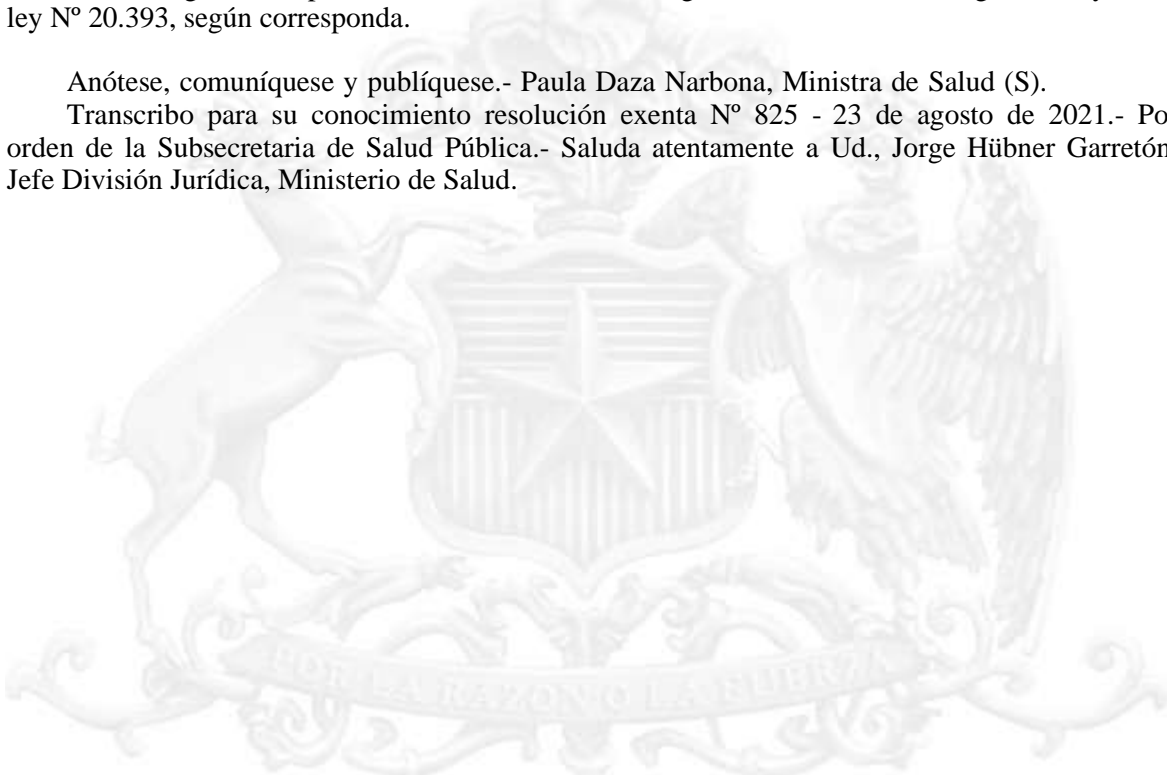 ley Nº 20.393, según corresponda.
Anótese, comuníquese y publíquese.- Paula Daza Narbona, Ministra de Salud (S).
Transcribo para su conocimiento resolución exenta Nº 825 - 23 de agosto de 2021.- Po
orden de la Subsecretaria de Salud Pública.- Saluda atentamente a Ud., Jorge Hübner Garretón
Jefe División Jurídica, Ministerio de Salud.
POR LA RAZON O LA FUERZA